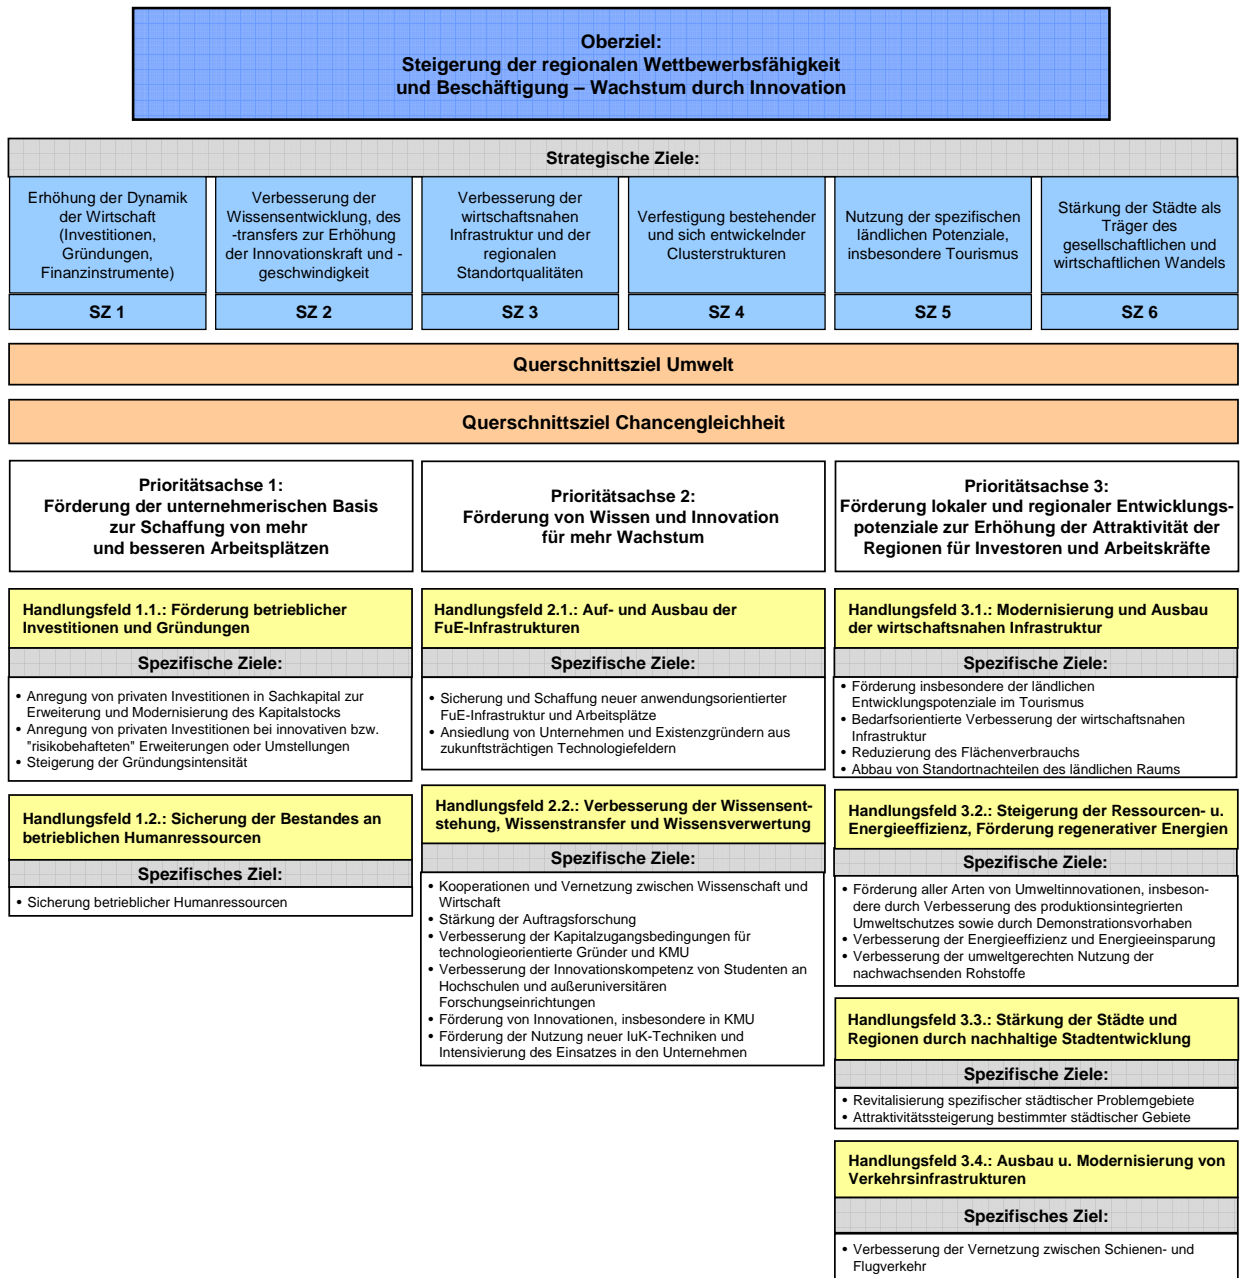 Oberziel:
Steigerung der regionalen Wettbewerbsfähigkeit
und Beschäftigung – Wachstum durch Innovation
Strategische Ziele:
Erhöhung der Dynamik
der Wirtschaft
(Investitionen,
Gründungen,
Finanzinstrumente)
SZ 1
Verbesserung der
Wissensentwicklung, des
-transfers zur Erhöhung
der Innovationskraft und -
geschwindigkeit
SZ 2
Verbesserung der
wirtschaftsnahen
Infrastruktur und der
regionalen
Standortqualitäten
SZ 3
Verfestigung bestehender
und sich entwickelnder
Clusterstrukturen
SZ 4
Nutzung der spezifischen
ländlichen Potenziale,
insbesondere Tourismus
SZ 5
Stärkung der Städte als
Träger des
gesellschaftlichen und
wirtschaftlichen Wandels
SZ 6
Querschnittsziel Umwelt
Querschnittsziel Chancengleichheit
Prioritätsachse 1:
Förderung der unternehmerischen Basis
zur Schaffung von mehr
und besseren Arbeitsplätzen
Handlungsfeld 1.1.: Förderung betrieblicher
Investitionen und Gründungen
Spezifische Ziele:
• Anregung von privaten Investitionen in Sachkapital zur
Erweiterung und Modernisierung des Kapitalstocks
• Anregung von privaten Investitionen bei innovativen bzw.
"risikobehafteten" Erweiterungen oder Umstellungen
• Steigerung der Gründungsintensität
Handlungsfeld 1.2.: Sicherung der Bestandes an
betrieblichen Humanressourcen
Spezifisches Ziel:
• Sicherung betrieblicher Humanressourcen
Prioritätsachse 2:
Förderung von Wissen und Innovation
für mehr Wachstum
Handlungsfeld 2.1.: Auf- und Ausbau der
FuE-Infrastrukturen
Spezifische Ziele:
• Sicherung und Schaffung neuer anwendungsorientierter
FuE-Infrastruktur und Arbeitsplätze
• Ansiedlung von Unternehmen und Existenzgründern aus
zukunftsträchtigen Technologiefeldern
Handlungsfeld 2.2.: Verbesserung der Wissensent-
stehung, Wissenstransfer und Wissensverwertung
Spezifische Ziele:
• Kooperationen und Vernetzung zwischen Wissenschaft und
Wirtschaft
• Stärkung der Auftragsforschung
• Verbesserung der Kapitalzugangsbedingungen für
technologieorientierte Gründer und KMU
• Verbesserung der Innovationskompetenz von Studenten an
Hochschulen und außeruniversitären
Forschungseinrichtungen
• Förderung von Innovationen, insbesondere in KMU
• Förderung der Nutzung neuer IuK-Techniken und
Intensivierung des Einsatzes in den Unternehmen
Prioritätsachse 3:
Förderung lokaler und regionaler Entwicklungs-
potenziale zur Erhöhung der Attraktivität der
Regionen für Investoren und Arbeitskräfte
Handlungsfeld 3.1.: Modernisierung und Ausbau
der wirtschaftsnahen Infrastruktur
Spezifische Ziele:
• Förderung insbesondere der ländlichen
Entwicklungspotenziale im Tourismus
• Bedarfsorientierte Verbesserung der wirtschaftsnahen
Infrastruktur
• Reduzierung des Flächenverbrauchs
• Abbau von Standortnachteilen des ländlichen Raums
Handlungsfeld 3.2.: Steigerung der Ressourcen- u.
Energieeffizienz, Förderung regenerativer Energien
Spezifische Ziele:
• Förderung aller Arten von Umweltinnovationen, insbeson-
dere durch Verbesserung des produktionsintegrierten
Umweltschutzes sowie durch Demonstrationsvorhaben
• Verbesserung der Energieeffizienz und Energieeinsparung
• Verbesserung der umweltgerechten Nutzung der
nachwachsenden Rohstoffe
Handlungsfeld 3.3.: Stärkung der Städte und
Regionen durch nachhaltige Stadtentwicklung
Spezifische Ziele:
• Revitalisierung spezifischer städtischer Problemgebiete
• Attraktivitätssteigerung bestimmter städtischer Gebiete
Handlungsfeld 3.4.: Ausbau u. Modernisierung von
Verkehrsinfrastrukturen
Spezifisches Ziel:
• Verbesserung der Vernetzung zwischen Schienen- und
Flugverkehr